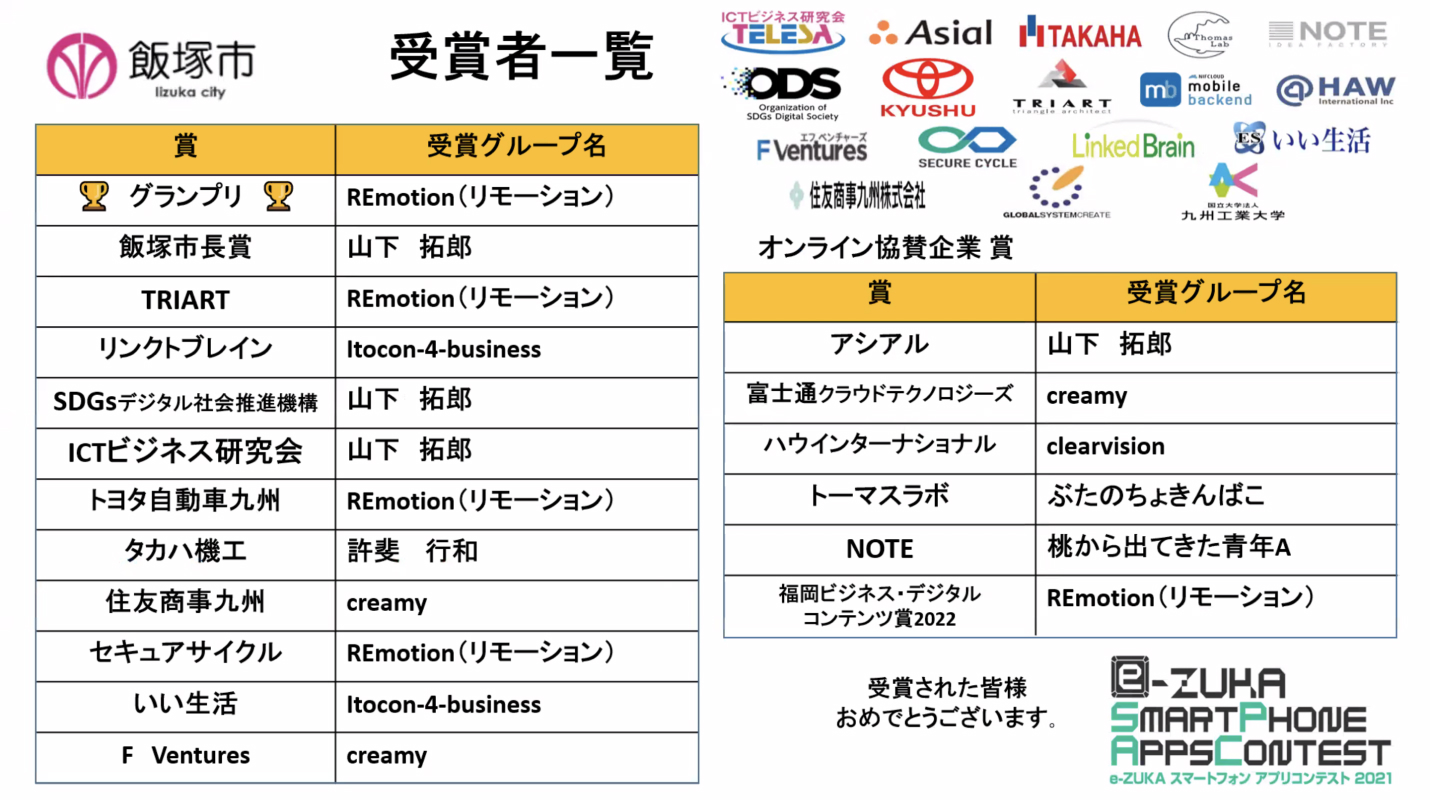 飯塚市
Iizuka city
受賞者一覧
賞 受賞グループ名
グランプリ REmotion(リモーション)
飯塚市長賞 山下 拓郎
TRIART REmotion(リモーション)
リンクトブレイン Itocon-4-business
SDGsデジタル社会推進機構 山下 拓郎
ICTビジネス研究会 山下 拓郎
トヨタ自動車九州 REmotion(リモーション)
タカハ機工 許斐 行和
住友商事九州 creamy
セキュアサイクル REmotion(リモーション)
いい生活 Itocon-4-business
F Ventures creamy
ICTビジネス研究会
TELESA
Asial
TAKAHA
Thomas
Lab
NOTE
IDEA FACTORY
ODS
Organization of
SDGs Digital Society
KYUSHU
TRIART
triangle architect
mb
NIFCLOUD
mobile
backend
@HAW
International Inc
エフベンチャーズ
F Ventures
SECURE CYCLE
LinkedBrain
ES
いい生活
住友商事九州株式会社
GLOBALSYSTEMCREATE
国立大学法人
九州工業大学
オンライン協賛企業 賞
賞 受賞グループ名
アシアル 山下 拓郎
富士通クラウドテクノロジーズ creamy
ハウインターナショナル clearvision
トーマスラボ ぶたのちょきんばこ
NOTE 桃から出てきた青年A
福岡ビジネス・デジタル
コンテンツ賞2022 REmotion(リモーション)
受賞された皆様
おめでとうございます。
e-ZUKA
SMARTPHONE
APPSCONTEST
e-ZUKA スマートフォン アプリコンテスト 2021